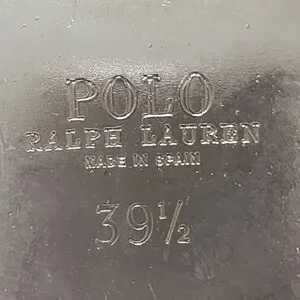 POLO
RALPH LAUREN
MADE IN SPAIN
39½